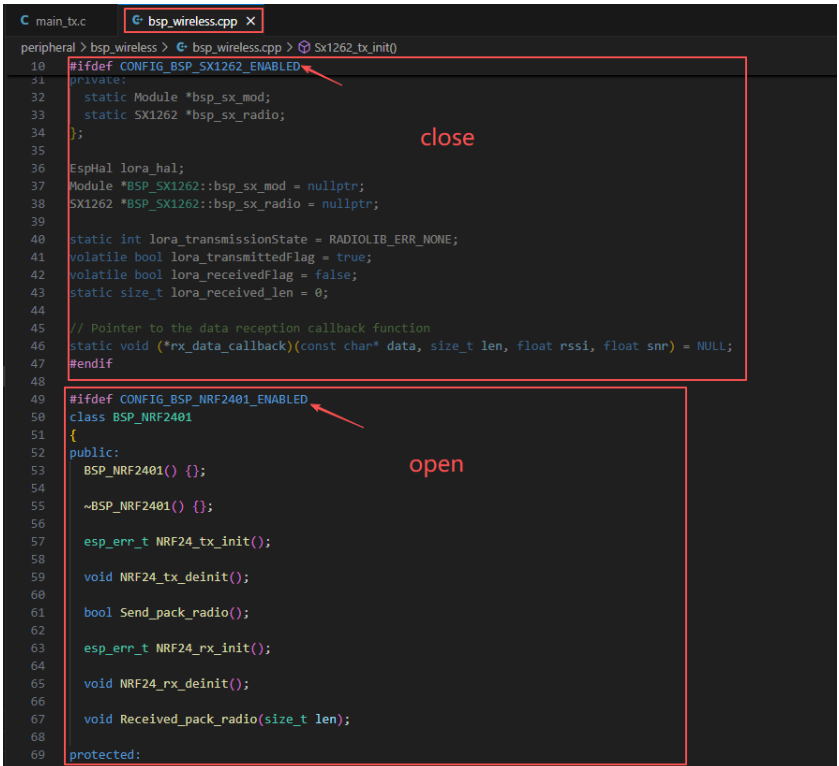 C main_tx.c
bsp_wireless.cpp ×
peripheral > bsp_wireless > bsp_wireless.cpp > Sx1262_tx_init()
10 #ifdef CONFIG_BSP_SX1262_ENABLED
31 private:
32 static Module *bsp_sx_mod;
33 static SX1262 *bsp_sx_radio;
34 };
close
35
36 EspHal lora_hal;
37 Module *BSP_SX1262::bsp_sx_mod = nullptr;
38 SX1262 *BSP_SX1262::bsp_sx_radio = nullptr;
39
40 static int lora_transmissionState = RADIOLIB_ERR_NONE;
41 volatile bool lora_transmittedFlag = true;
42 volatile bool lora_receivedFlag = false;
43 static size_t lora_received_len = 0;
44
45 // Pointer to the data reception callback function
46 static void (*rx_data_callback)(const char* data, size_t len, float rssi, float snr) = NULL;
47 #endif
48
49 #ifdef CONFIG_BSP_NRF2401_ENABLED
50 class BSP_NRF2401
51 {
52 public:
53 BSP_NRF2401() {};
open
54
55 ~BSP_NRF2401() {};
56
57 esp_err_t NRF24_tx_init();
58
59 void NRF24_tx_deinit();
60
61 bool Send_pack_radio();
62
63 esp_err_t NRF24_rx_init();
64
65 void NRF24_rx_deinit();
66
67 void Received_pack_radio(size_t len);
68
69 protected: